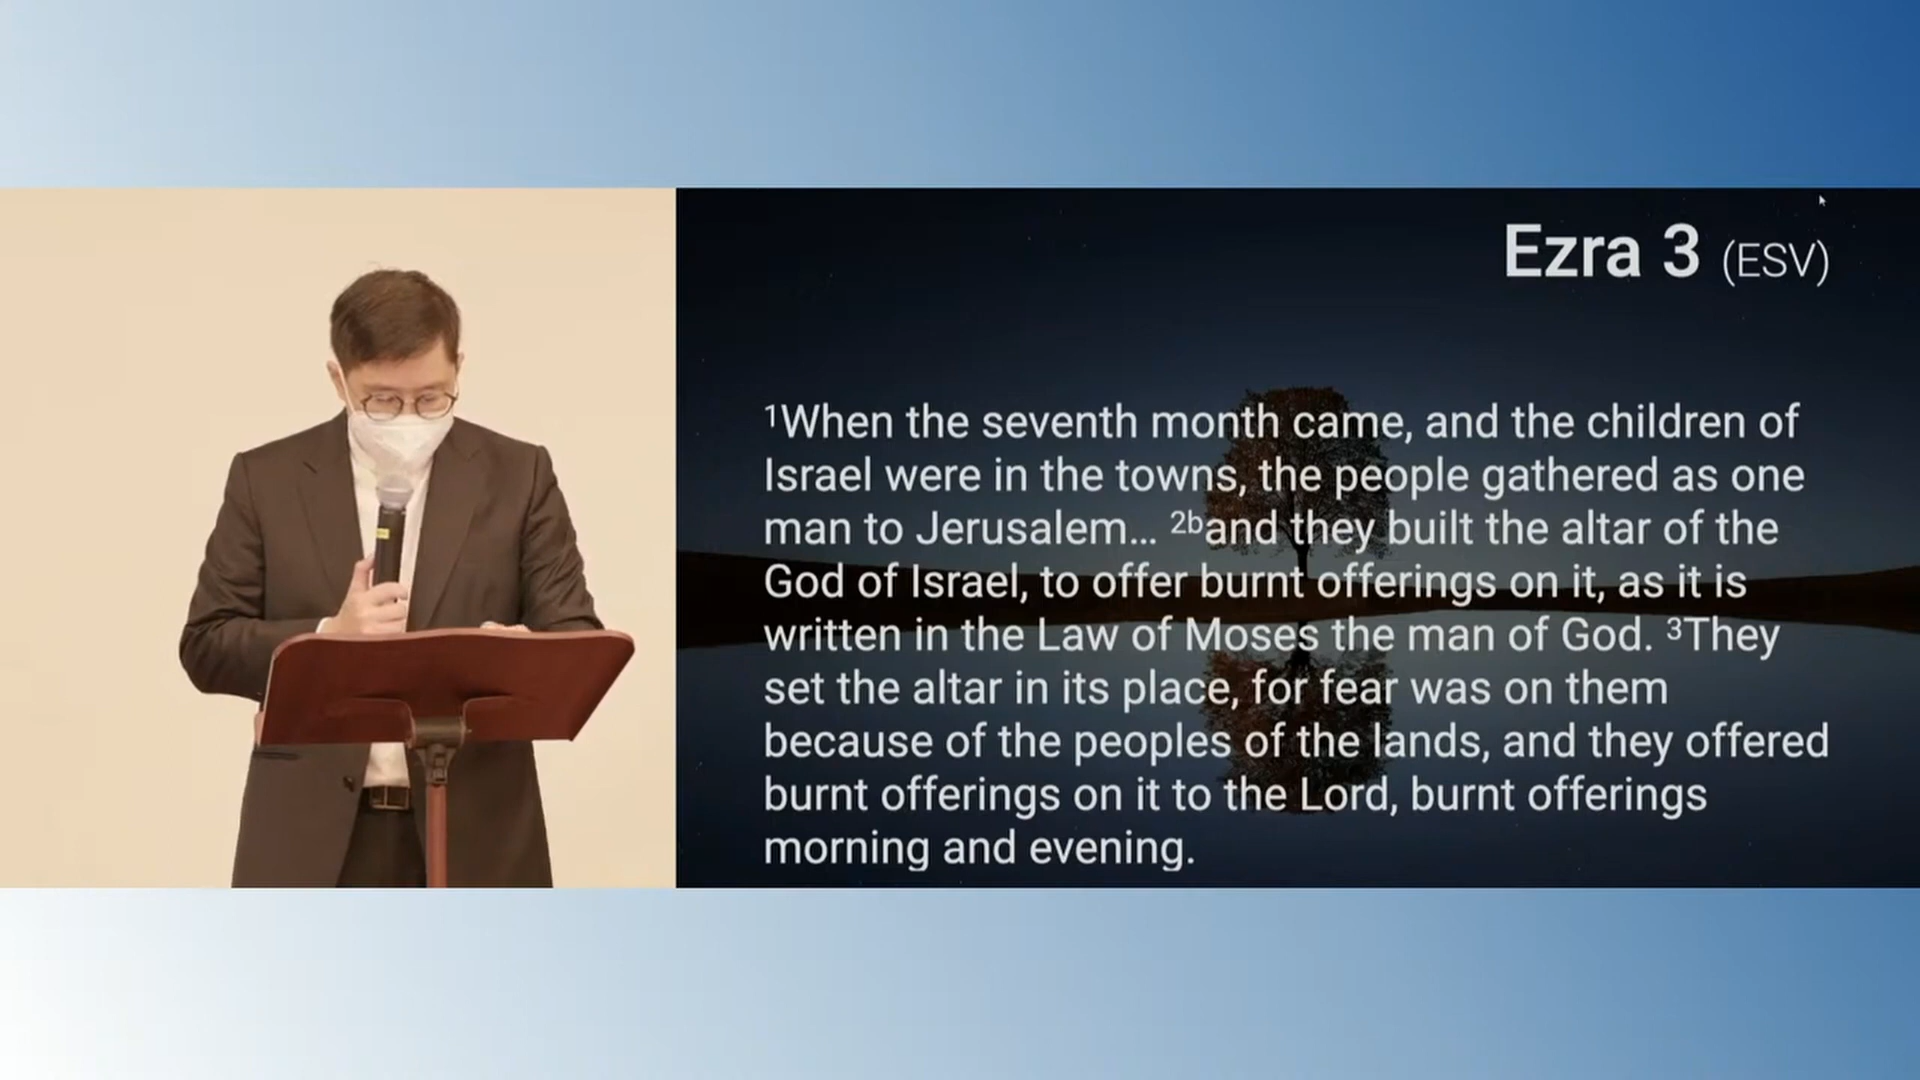 Ezra 3 (ESV)
¹When the seventh month came, and the children of
Israel were in the towns, the people gathered as one
man to Jerusalem... ²ᵇand they built the altar of the
God of Israel, to offer burnt offerings on it, as it is
written in the Law of Moses the man of God. ³They
set the altar in its place, for fear was on them
because of the peoples of the lands, and they offered
burnt offerings on it to the Lord, burnt offerings
morning and evening.